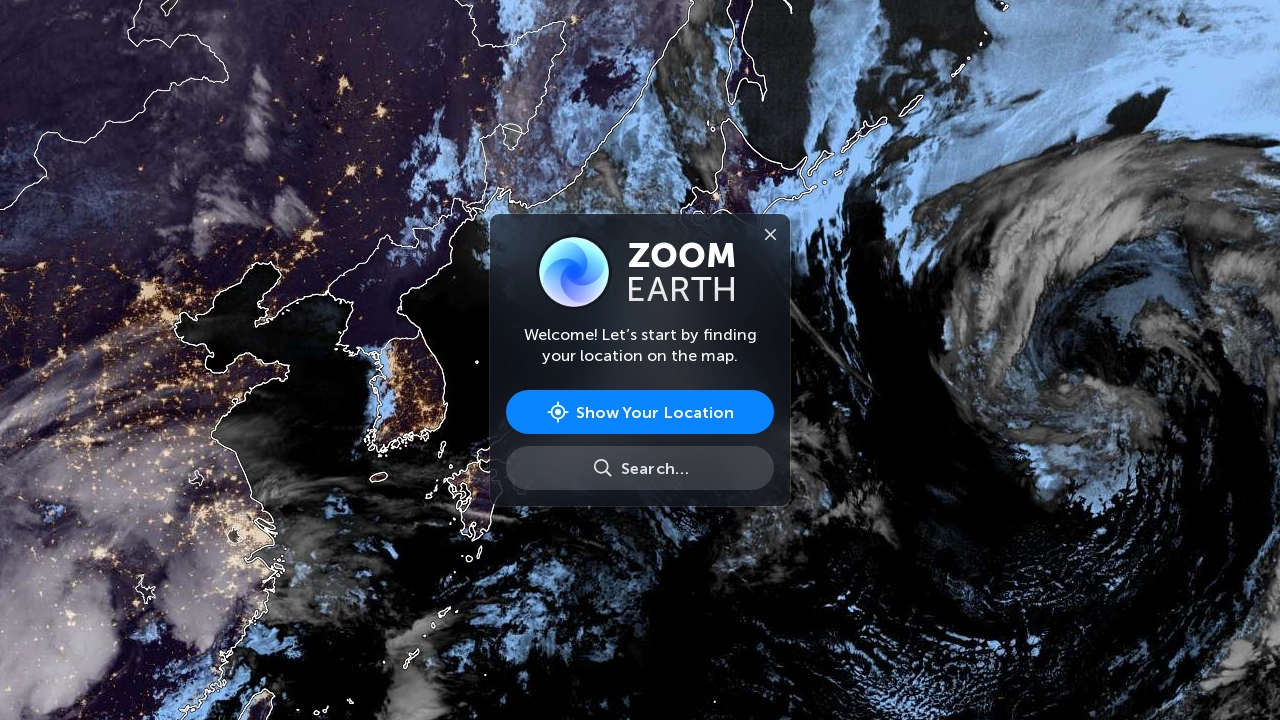 ZOOM
EARTH
Welcome! Let’s start by finding
your location on the map.
Show Your Location
Search…